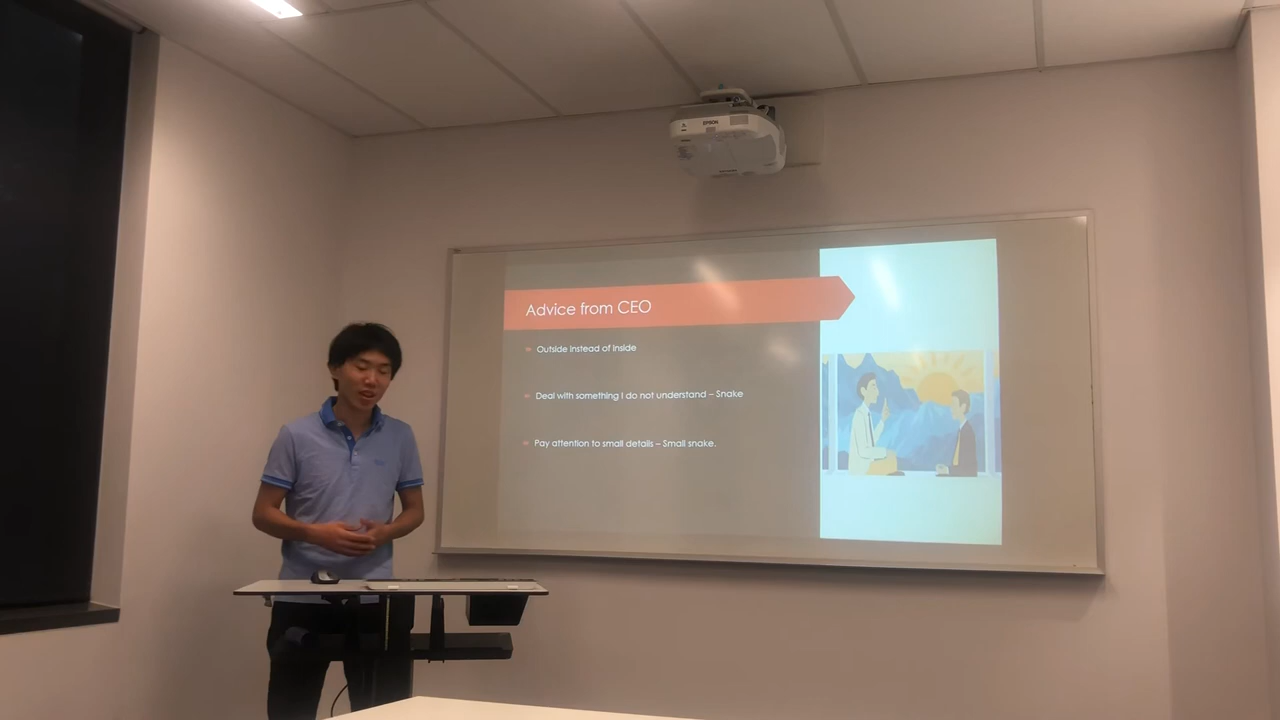 EPSON
Advice from CEO
Outside instead of inside
Deal with something I do not understand – Snake
Pay attention to small details – Small snake.